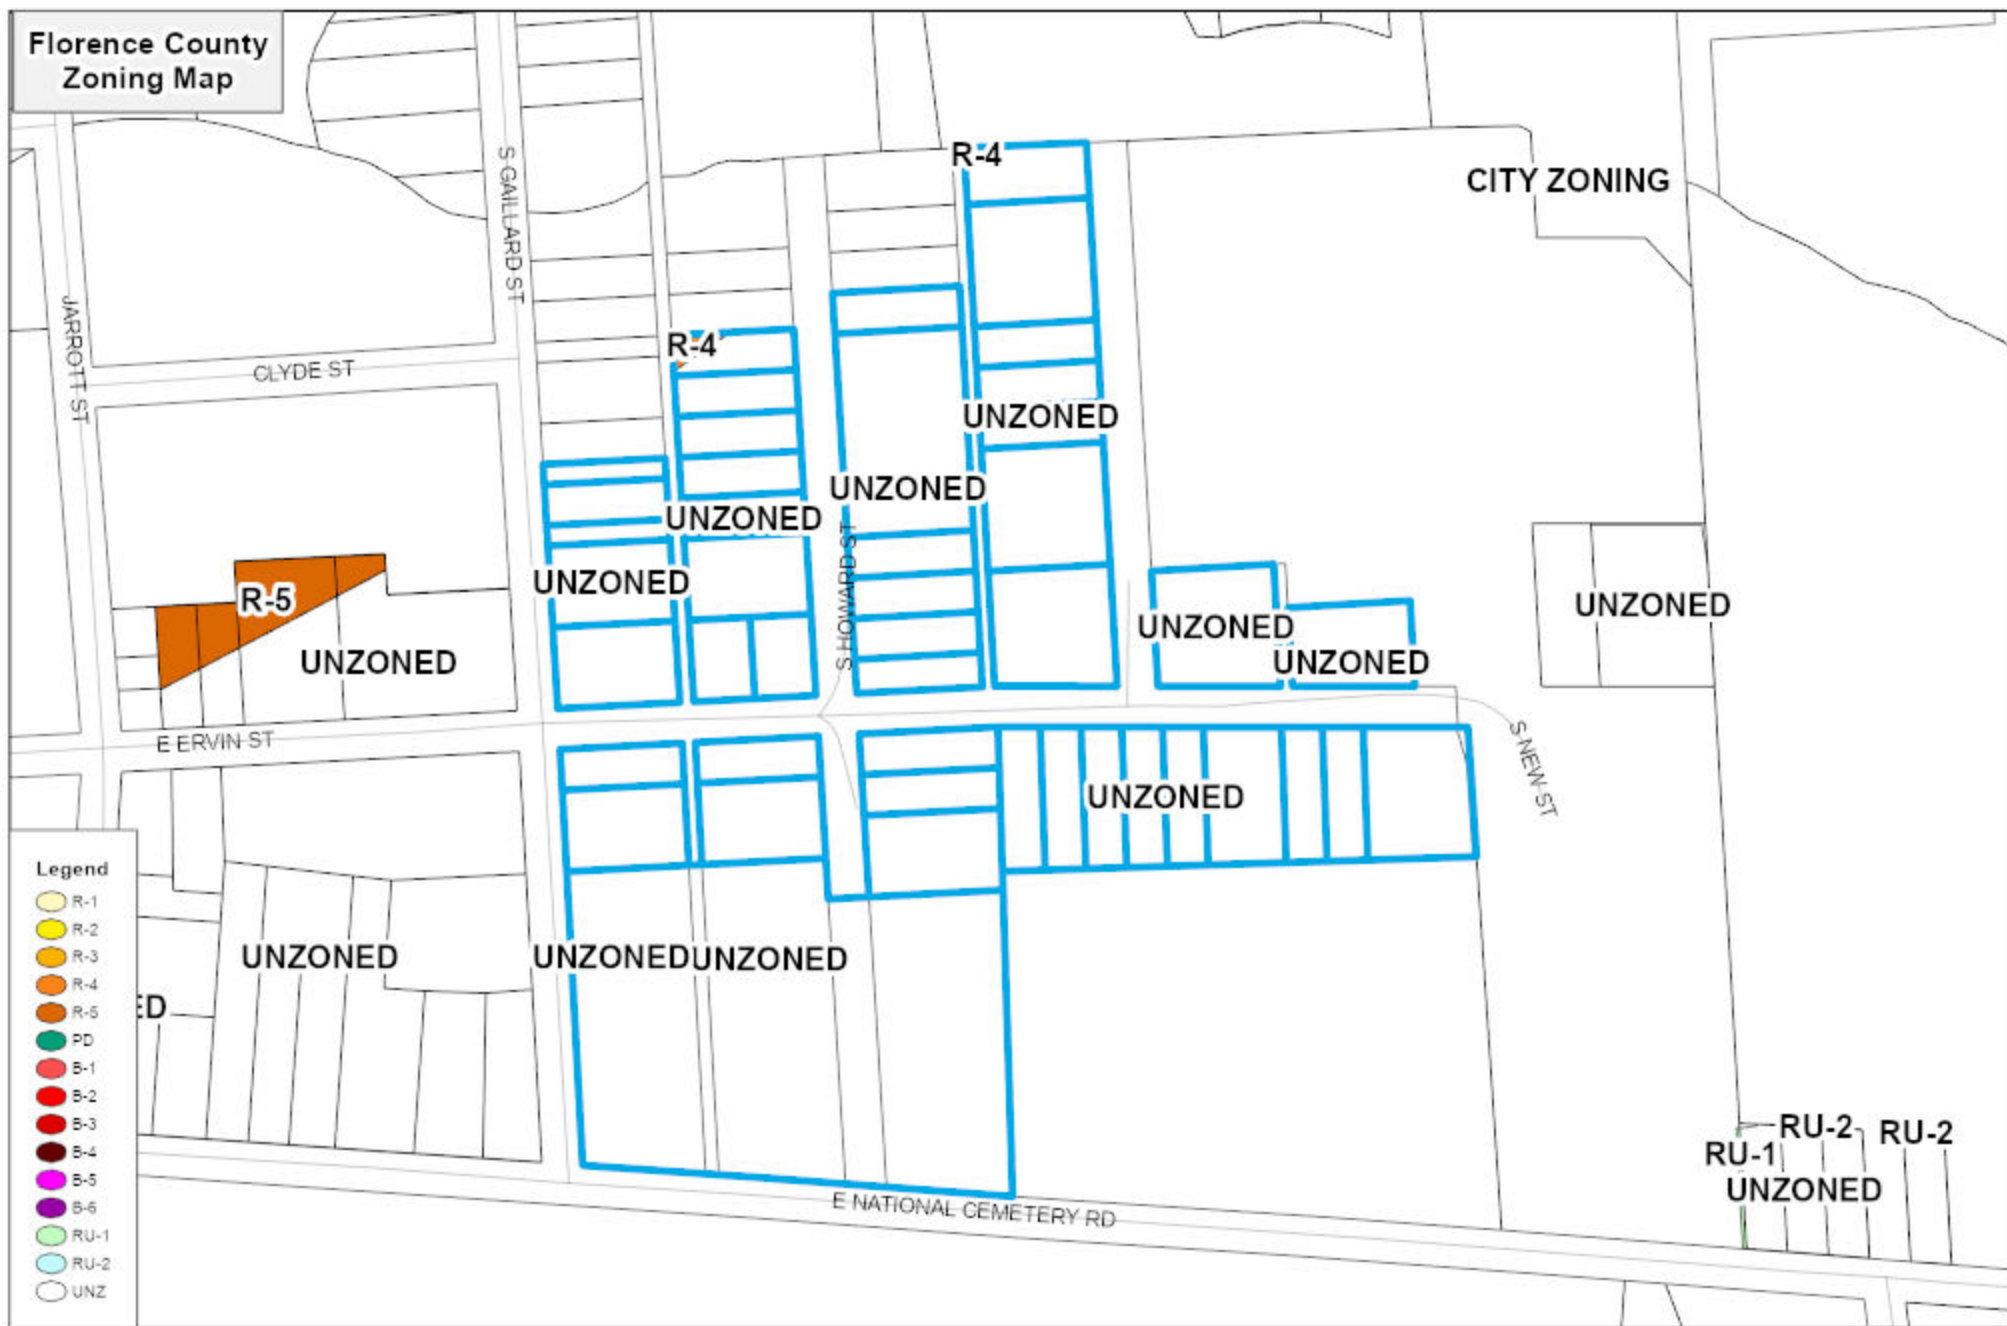 Florence County
Zoning Map
R-4
CITY ZONING
S GAILLARD ST
JARROTT ST
R-4
CLYDE ST
UNZONED
UNZONED
UNZONED
S HOWARD ST
UNZONED
R-5
UNZONED
UNZONED
UNZONED
UNZONED
E ERVIN ST
S NEW ST
UNZONED
Legend
R-1
R-2
R-3
R-4
R-5
PD
B-1
B-2
B-3
B-4
B-5
B-6
RU-1
RU-2
UNZ
UNZONED
UNZONED
UNZONED
ED
RU-2
RU-2
RU-1
UNZONED
E NATIONAL CEMETERY RD